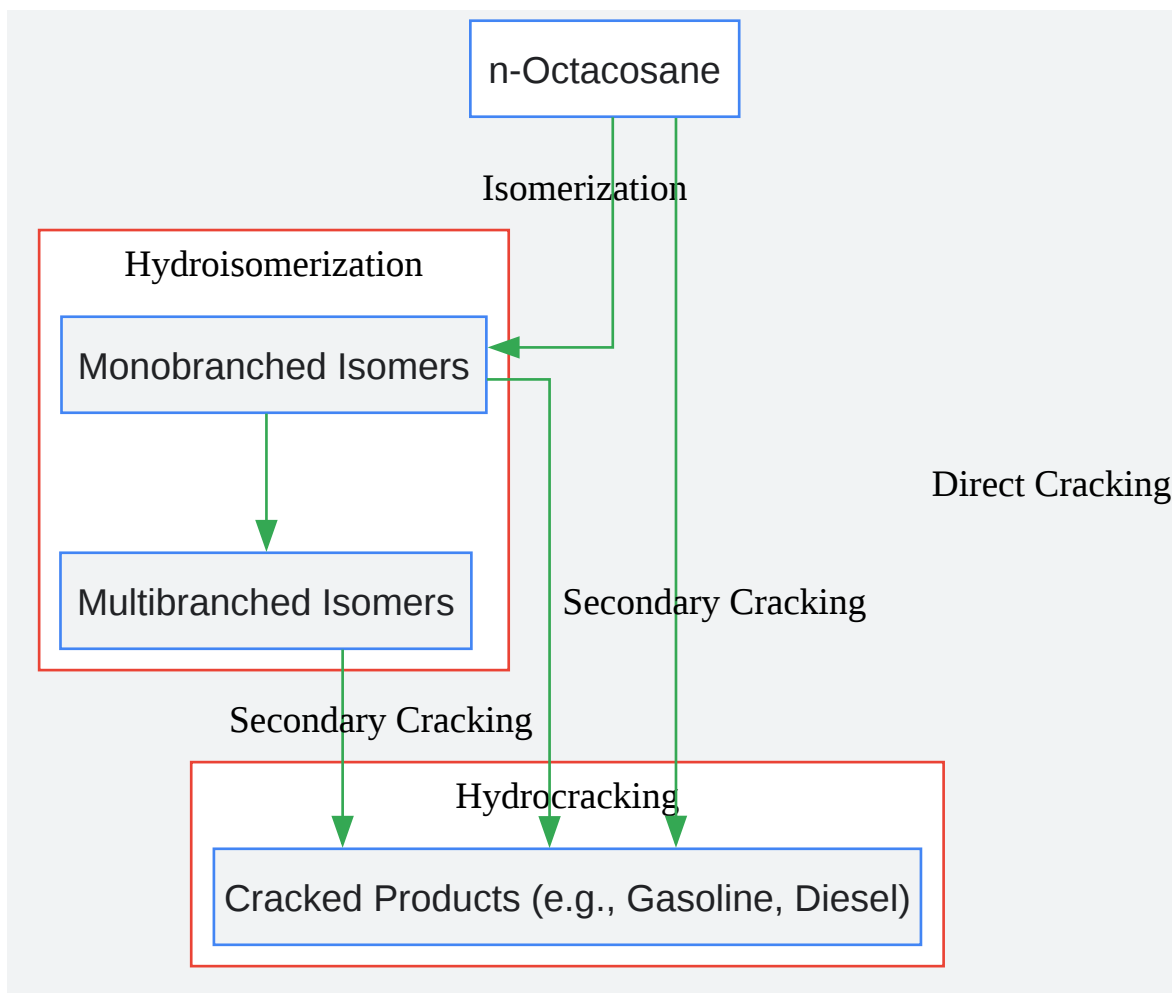 n-Octacosane
Isomerization
Hydroisomerization
Monobranched Isomers
Direct Cracking
Multibranched Isomers
Secondary Cracking
Secondary Cracking
Hydrocracking
Cracked Products (e.g., Gasoline, Diesel)